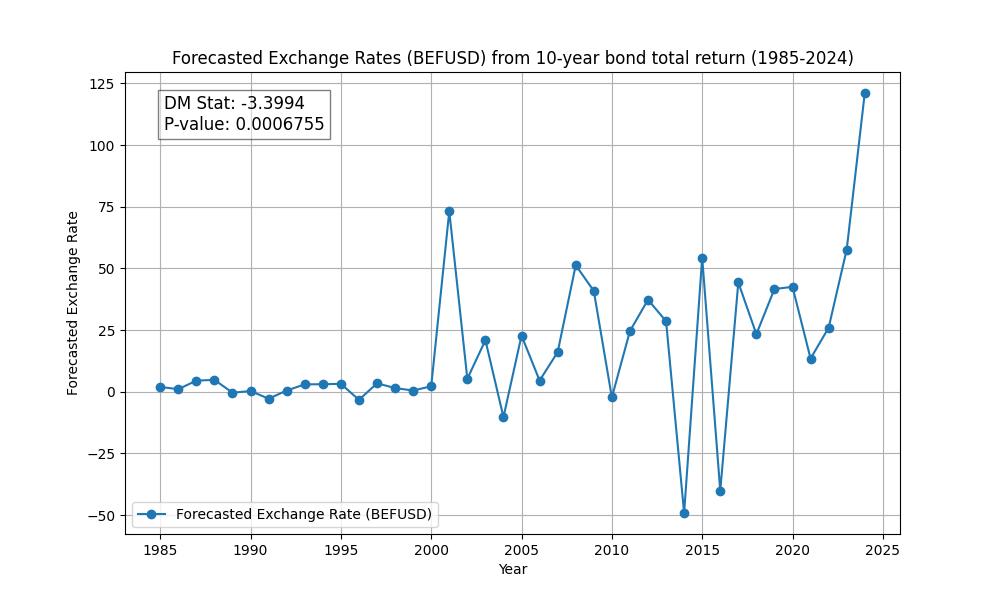 Forecasted Exchange Rates (BEFUSD) from 10-year bond total return (1985-2024)
DM Stat: -3.3994
P-value: 0.0006755
Forecasted Exchange Rate
125
100
75
50
25
0
−25
−50
Forecasted Exchange Rate (BEFUSD)
1985 1990 1995 2000 2005 2010 2015 2020 2025
Year